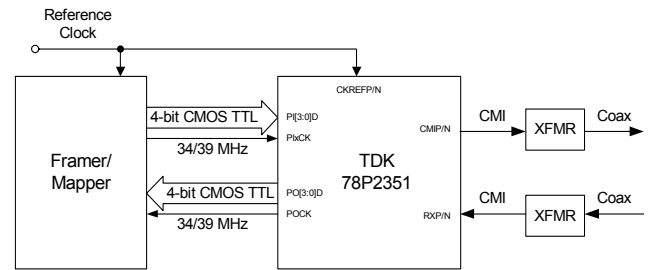 Reference
Clock
CKREFP/N
4-bit CMOS TTL
PI[3:0]D
CMI
Coax
PIxCK
CMIP/N
XFMR
34/39 MHz
Framer/
Mapper
TDK
78P2351
4-bit CMOS TTL
PO[3:0]D
CMI
Coax
POCK
RXP/N
XFMR
34/39 MHz